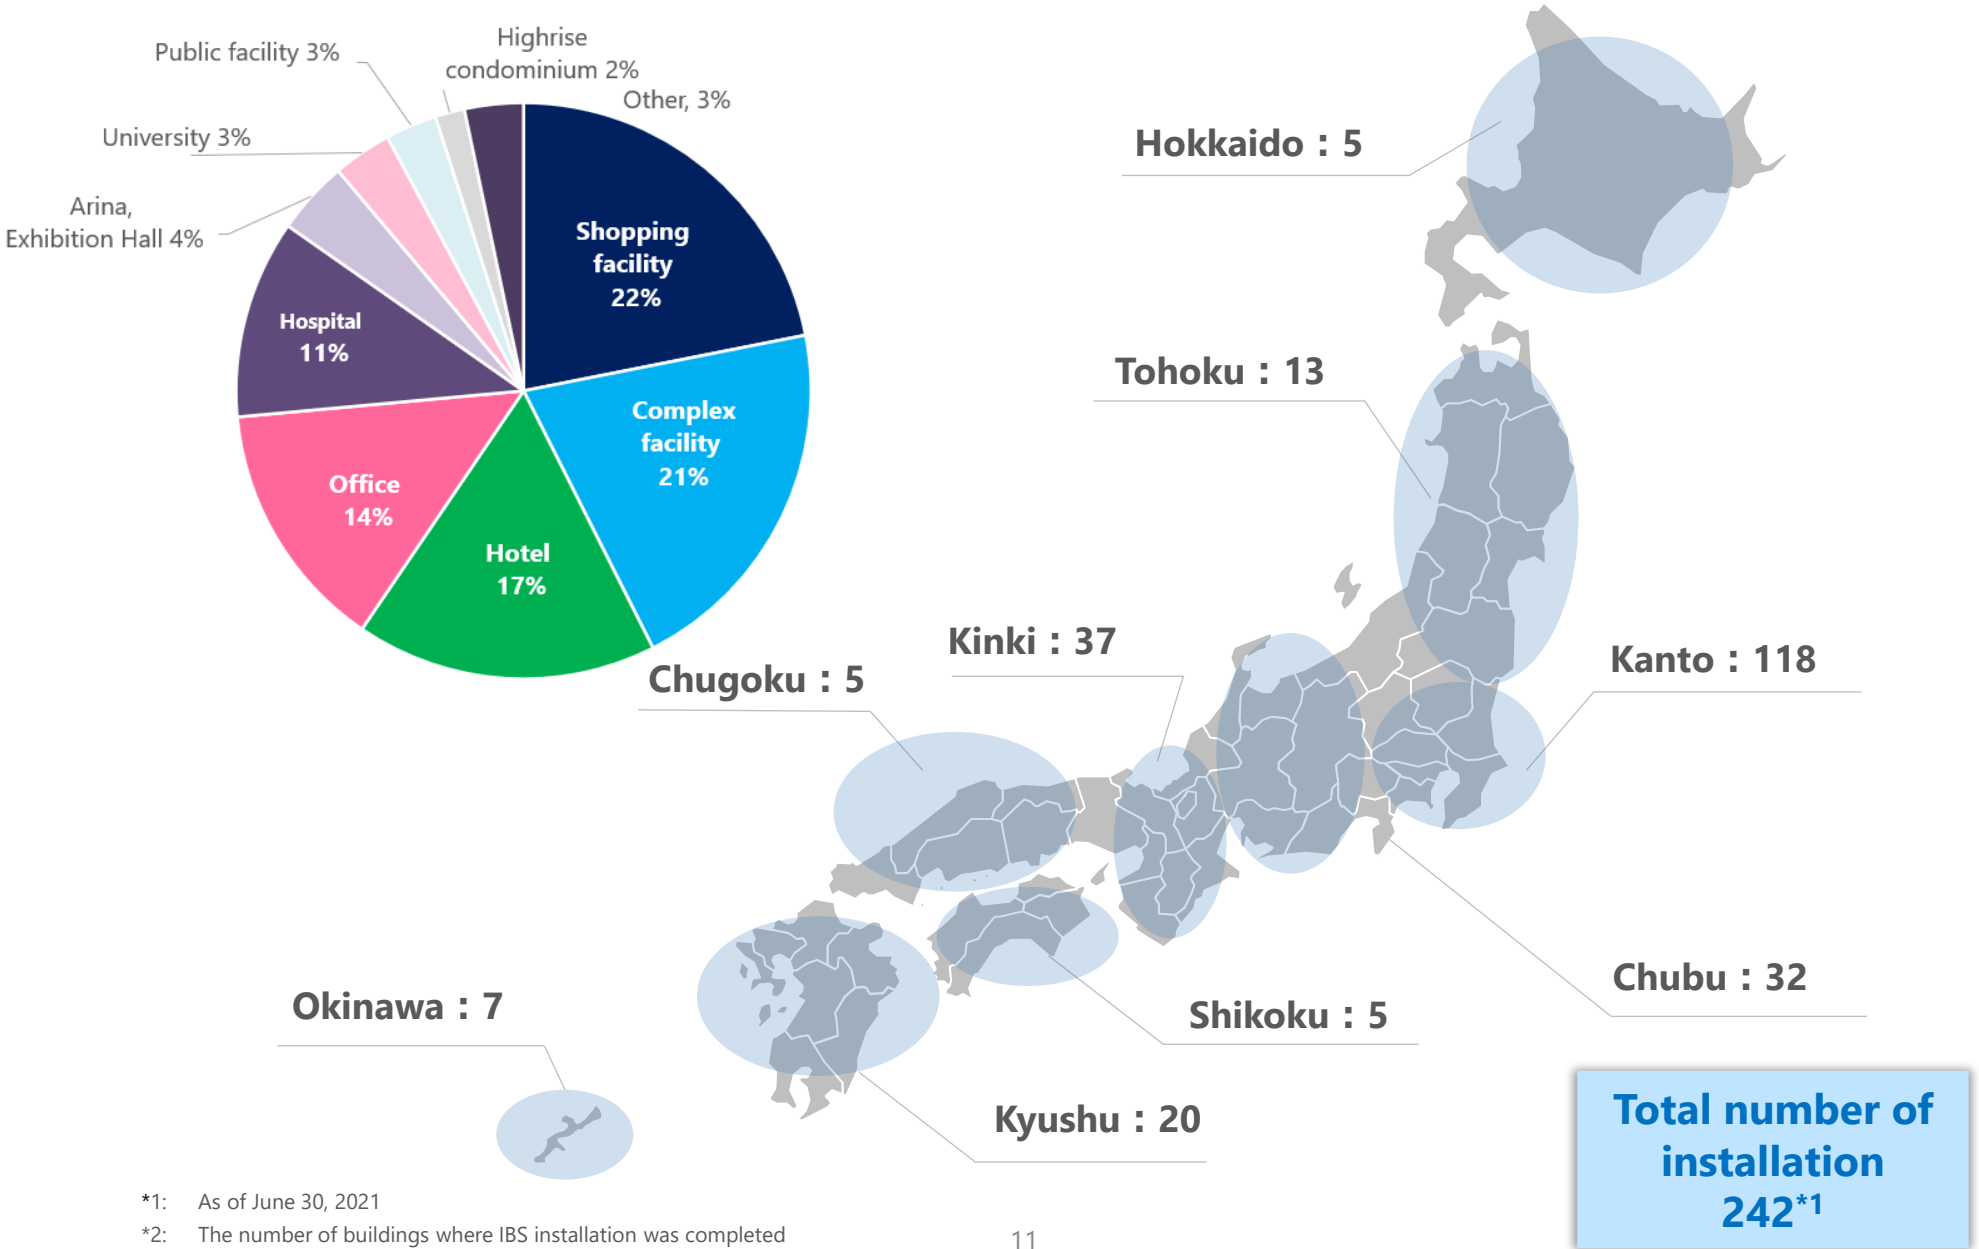 Highrise
condominium 2%
Public facility 3%
Other, 3%
University 3%
Arina,
Exhibition Hall 4%
Shopping
facility
22%
Hospital
11%
Complex
facility
21%
Office
14%
Hotel
17%
Hokkaido：5
Tohoku：13
Kinki：37
Kanto：118
Chugoku：5
Chubu：32
Okinawa：7
Shikoku：5
Kyushu：20
Total number of
installation
242*1
*1: As of June 30, 2021
*2: The number of buildings where IBS installation was completed
11